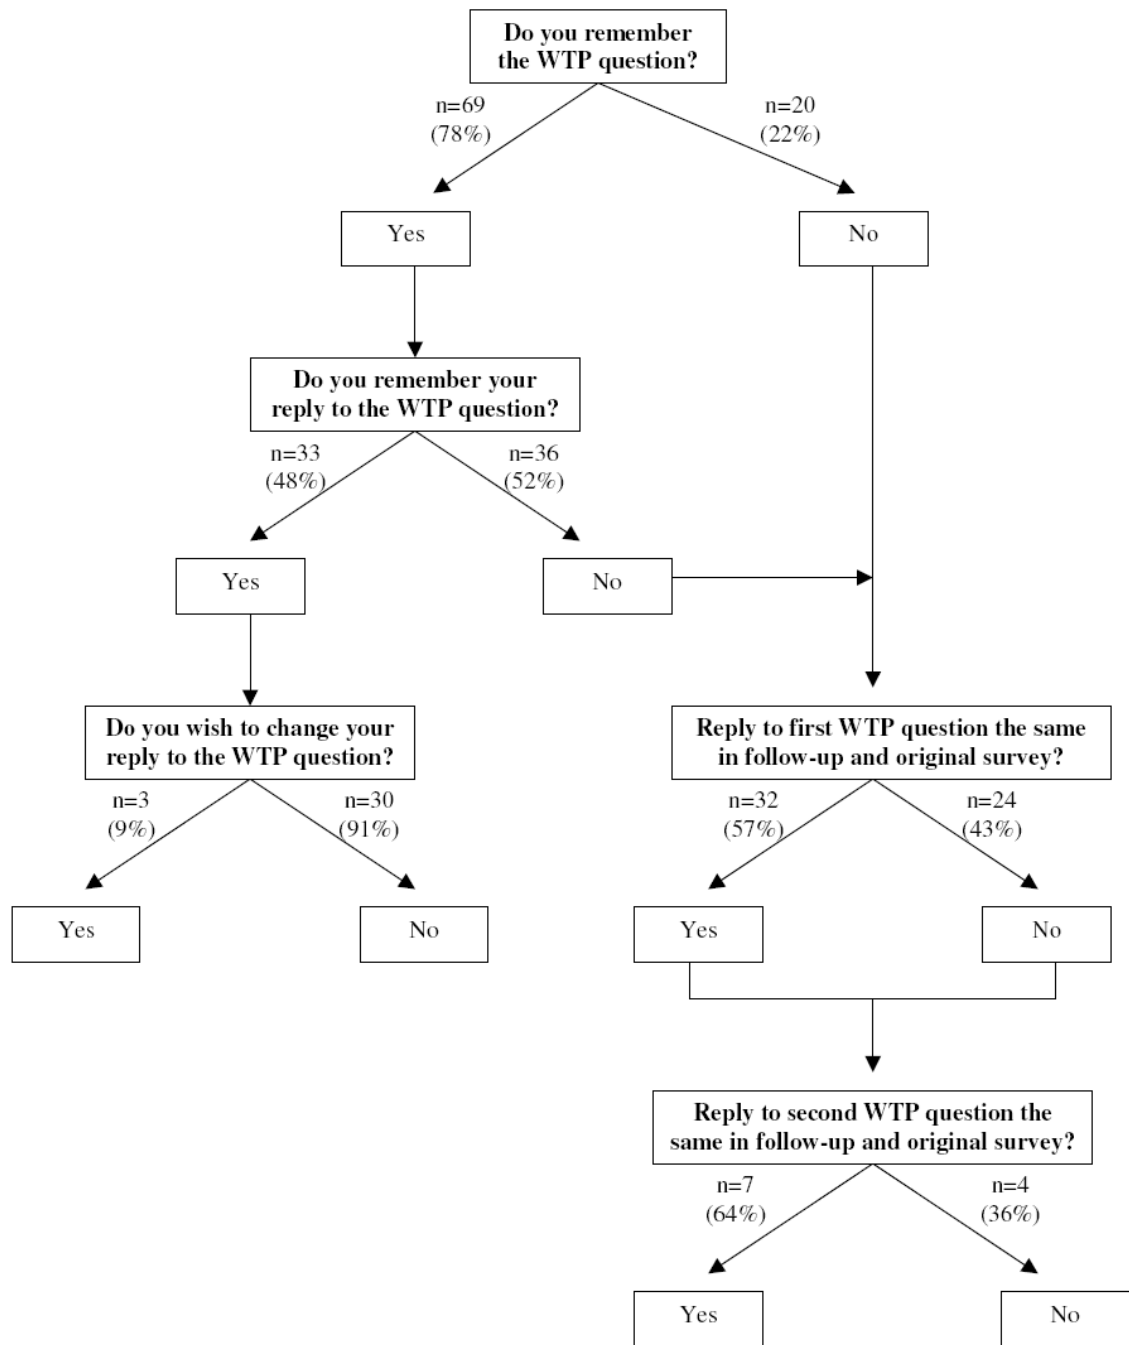 Do you remember
the WTP question?
n=69
(78%)
n=20
(22%)
Yes
No
Do you remember your
reply to the WTP question?
n=33
(48%)
n=36
(52%)
Yes
No
Do you wish to change your
reply to the WTP question?
Reply to first WTP question the same
in follow-up and original survey?
n=3
(9%)
n=30
(91%)
n=32
(57%)
n=24
(43%)
Yes
No
Yes
No
Reply to second WTP question the
same in follow-up and original survey?
n=7
(64%)
n=4
(36%)
Yes
No